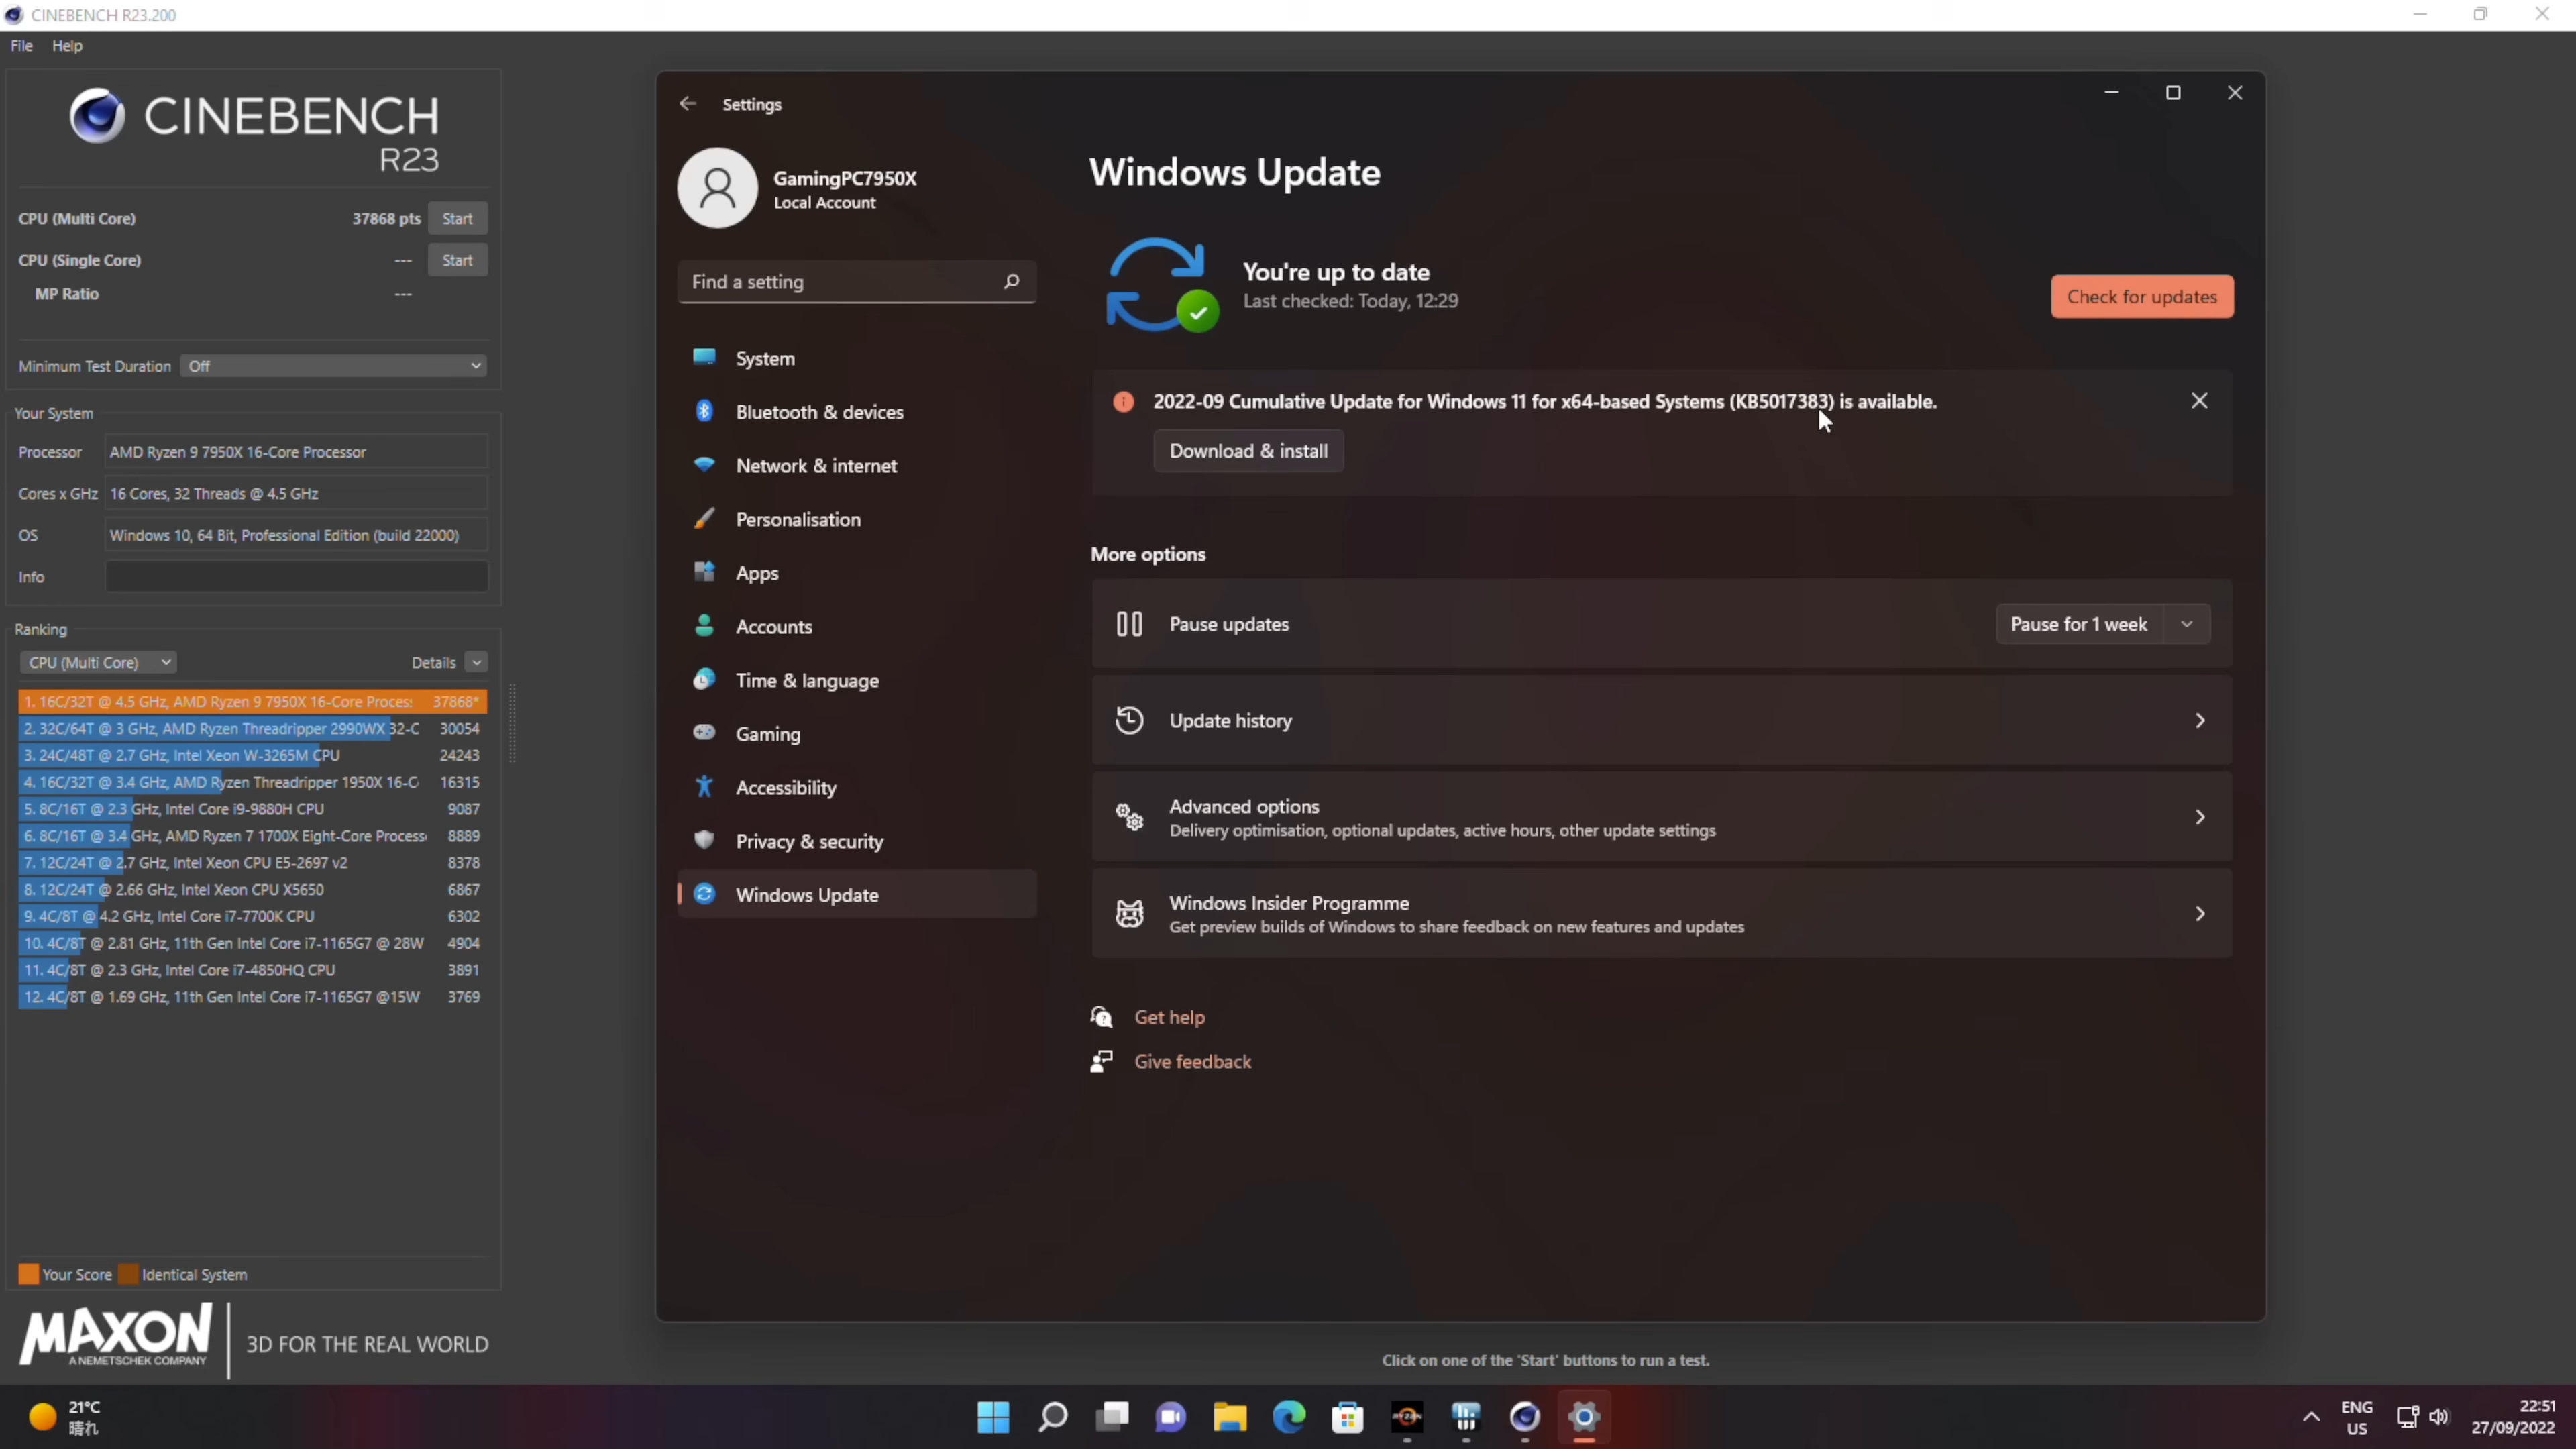 CINEBENCH R23.200
File Help
CINEBENCH
R23
CPU (Multi Core) 37868 pts Start
CPU (Single Core) --- Start
MP Ratio ---
Minimum Test Duration Off
Your System
Processor AMD Ryzen 9 7950X 16-Core Processor
Cores x GHz 16 Cores, 32 Threads @ 4.5 GHz
OS Windows 10, 64 Bit, Professional Edition (build 22000)
Info
Ranking
CPU (Multi Core) Details
1. 16C/32T @ 4.5 GHz, AMD Ryzen 9 7950X 16-Core Proces: 37868*
2. 32C/64T @ 3 GHz, AMD Ryzen Threadripper 2990WX 32-C 30054
3. 24C/48T @ 2.7 GHz, Intel Xeon W-3265M CPU 24243
4. 16C/32T @ 3.4 GHz, AMD Ryzen Threadripper 1950X 16-C 16315
5. 8C/16T @ 2.3 GHz, Intel Core i9-9880H CPU 9087
6. 8C/16T @ 3.4 GHz, AMD Ryzen 7 1700X Eight-Core Process 8889
7. 12C/24T @ 2.7 GHz, Intel Xeon CPU E5-2697 v2 8378
8. 12C/24T @ 2.66 GHz, Intel Xeon CPU X5650 6867
9. 4C/8T @ 4.2 GHz, Intel Core i7-7700K CPU 6302
10. 4C/8T @ 2.81 GHz, 11th Gen Intel Core i7-1165G7 @ 28W 4904
11. 4C/8T @ 2.3 GHz, Intel Core i7-4850HQ CPU 3891
12. 4C/8T @ 1.69 GHz, 11th Gen Intel Core i7-1165G7 @15W 3769
Your Score Identical System
MAXON
A NEMETSCHEK COMPANY
3D FOR THE REAL WORLD
Settings
GamingPC7950X
Local Account
Find a setting
System
Bluetooth & devices
Network & internet
Personalisation
Apps
Accounts
Time & language
Gaming
Accessibility
Privacy & security
Windows Update
Windows Update
You're up to date
Last checked: Today, 12:29
Check for updates
2022-09 Cumulative Update for Windows 11 for x64-based Systems (KB5017383) is available.
Download & install
More options
Pause updates Pause for 1 week
Update history
Advanced options
Delivery optimisation, optional updates, active hours, other update settings
Windows Insider Programme
Get preview builds of Windows to share feedback on new features and updates
Get help
Give feedback
Click on one of the 'Start' buttons to run a test.
21°C
晴れ
RYZEN
ENG
US
22:51
27/09/2022